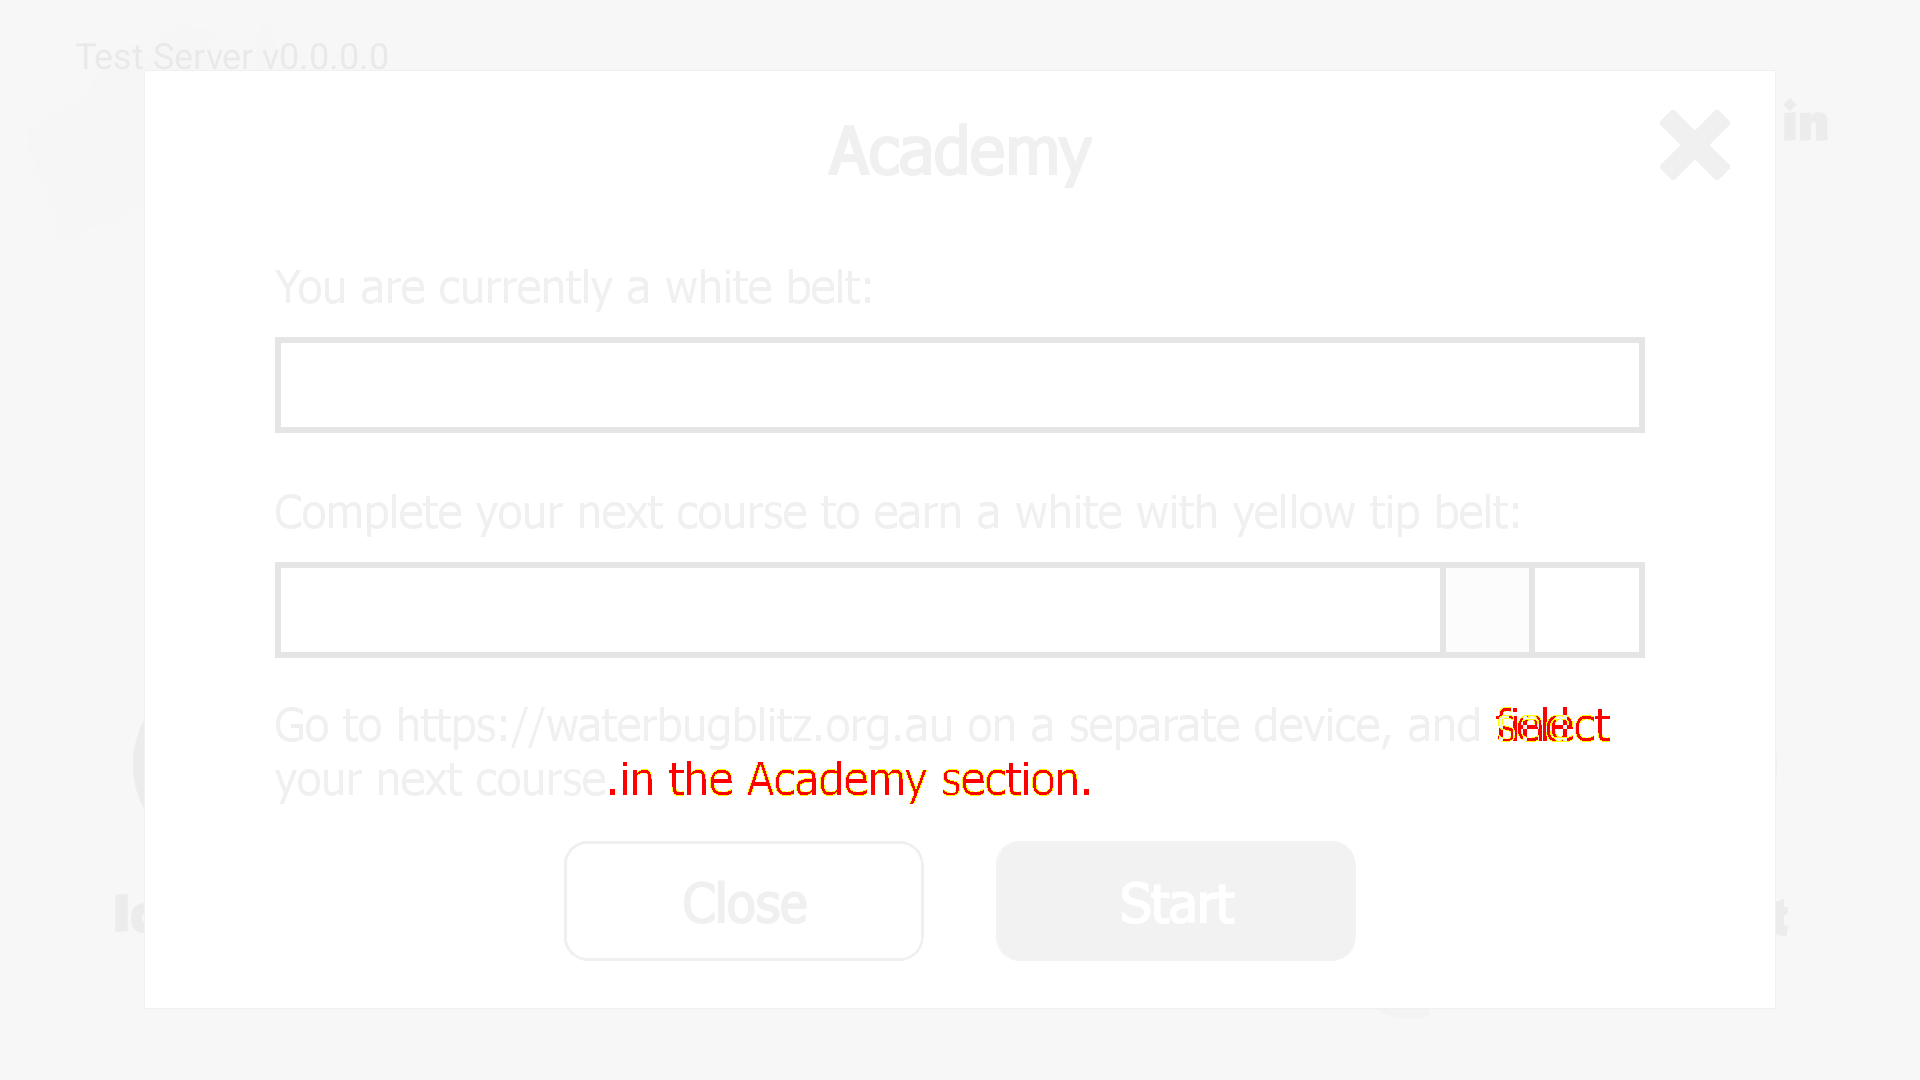 Test Server v0.0.0.0
in
Academy
You are currently a white belt:
Complete your next course to earn a white with yellow tip belt:
Go to https://waterbugblitz.org.au on a separate device, and
your next course.in the Academy section.
Close
Start